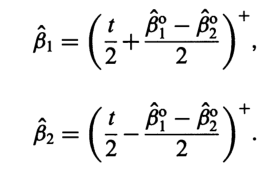 β̂₁ = (t/2 + (β̂₁° − β̂₂°)/2)⁺,
β̂₂ = (t/2 − (β̂₁° − β̂₂°)/2)⁺.